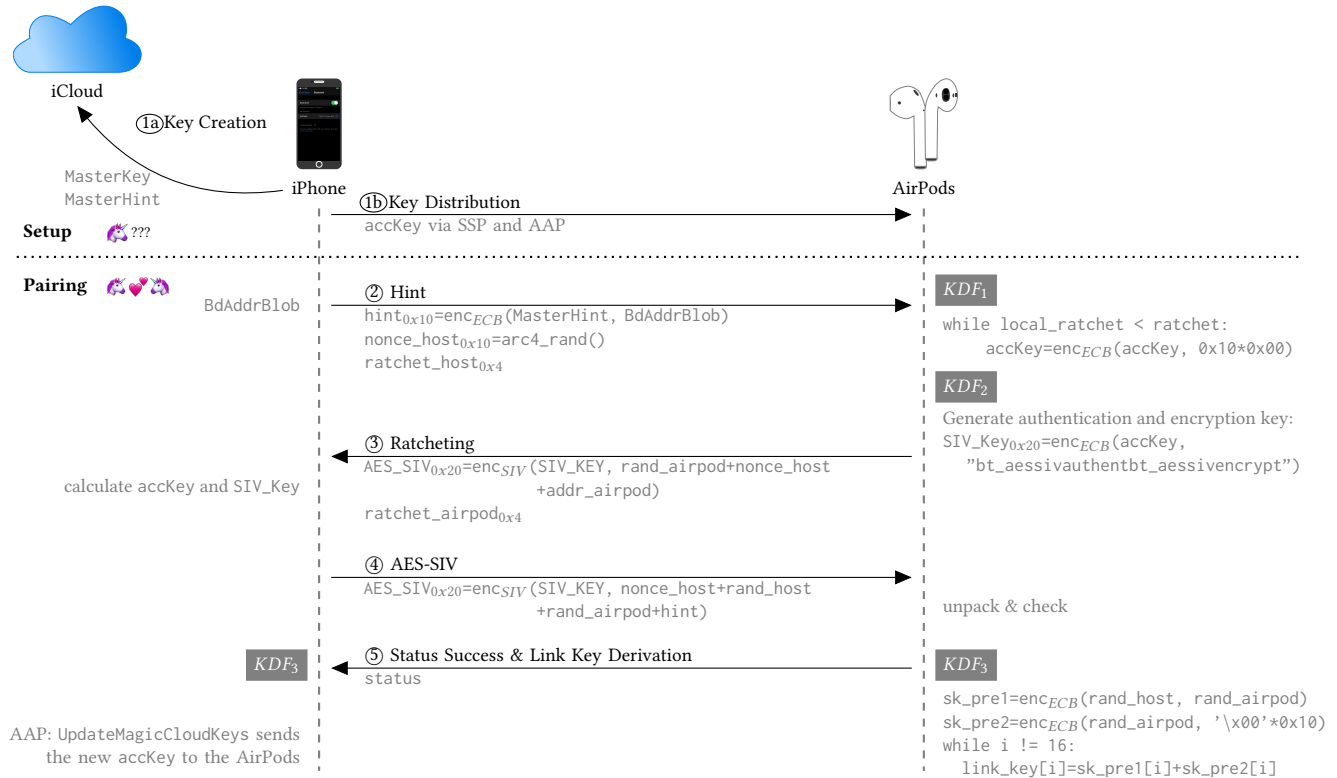 iCloud
1a Key Creation
MasterKey
MasterHint
iPhone
AirPods
1b Key Distribution
accKey via SSP and AAP
Setup ???
Pairing
BdAddrBlob
② Hint
hint0x10=encECB(MasterHint, BdAddrBlob)
nonce_host0x10=arc4_rand()
ratchet_host0x4
KDF1
while local_ratchet < ratchet:
accKey=encECB(accKey, 0x10*0x00)
KDF2
Generate authentication and encryption key:
SIV_Key0x20=encECB(accKey,
”bt_aessivauthentbt_aessivencrypt”)
③ Ratcheting
AES_SIV0x20=encSIV(SIV_KEY, rand_airpod+nonce_host
+addr_airpod)
ratchet_airpod0x4
calculate accKey and SIV_Key
④ AES-SIV
AES_SIV0x20=encSIV(SIV_KEY, nonce_host+rand_host
+rand_airpod+hint)
unpack & check
⑤ Status Success & Link Key Derivation
status
KDF3
AAP: UpdateMagicCloudKeys sends
the new accKey to the AirPods
KDF3
sk_pre1=encECB(rand_host, rand_airpod)
sk_pre2=encECB(rand_airpod, '\x00'*0x10)
while i != 16:
link_key[i]=sk_pre1[i]+sk_pre2[i]